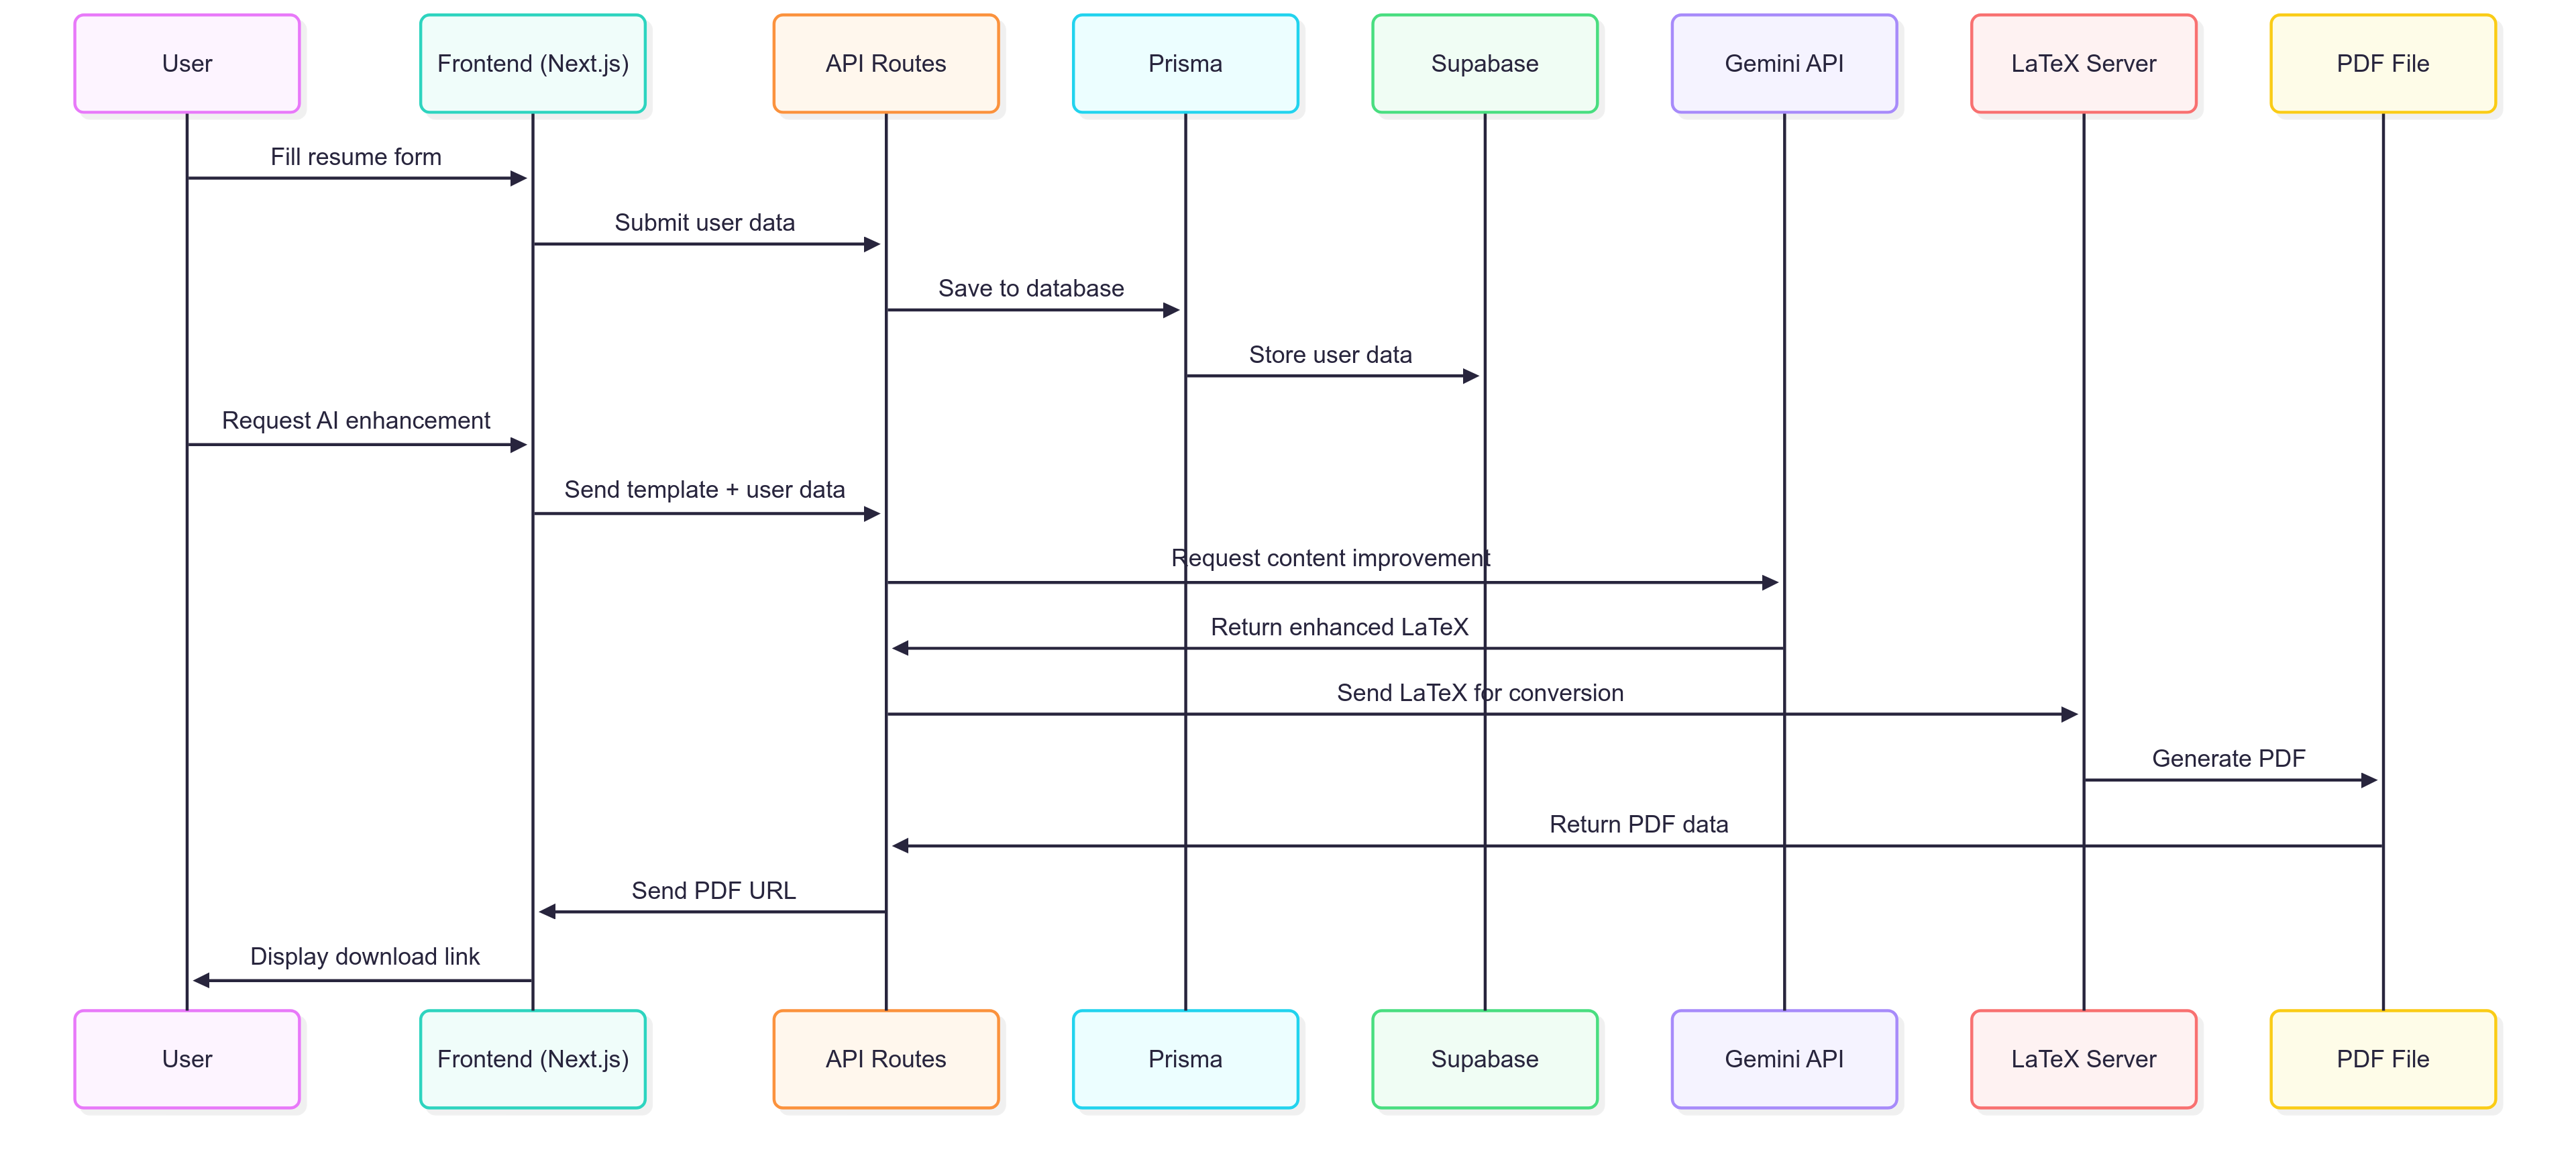 User
Frontend (Next.js)
API Routes
Prisma
Supabase
Gemini API
LaTeX Server
PDF File
Fill resume form
Submit user data
Save to database
Store user data
Request AI enhancement
Send template + user data
Request content improvement
Return enhanced LaTeX
Send LaTeX for conversion
Generate PDF
Return PDF data
Send PDF URL
Display download link
User
Frontend (Next.js)
API Routes
Prisma
Supabase
Gemini API
LaTeX Server
PDF File